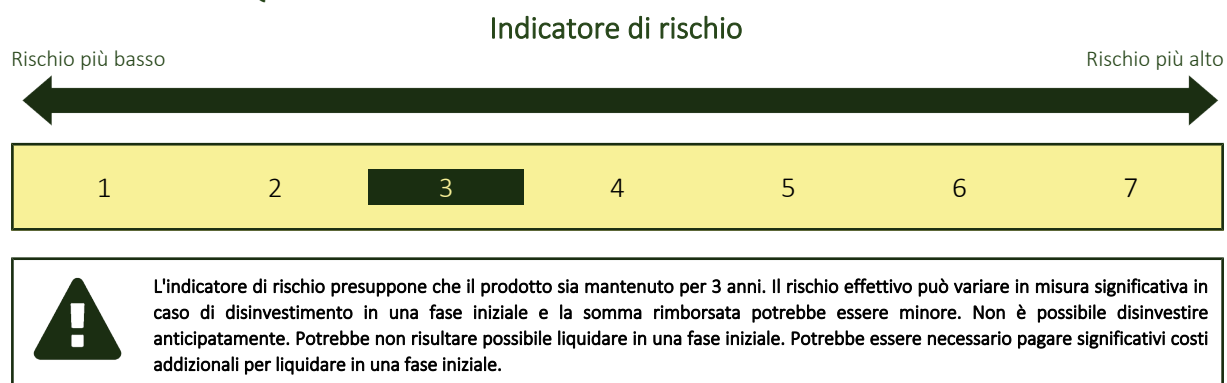 Indicatore di rischio
Rischio più basso
Rischio più alto
1 2 3 4 5 6 7
L'indicatore di rischio presuppone che il prodotto sia mantenuto per 3 anni. Il rischio effettivo può variare in misura significativa in
caso di disinvestimento in una fase iniziale e la somma rimborsata potrebbe essere minore. Non è possibile disinvestire
anticipatamente. Potrebbe non risultare possibile liquidare in una fase iniziale. Potrebbe essere necessario pagare significativi costi
addizionali per liquidare in una fase iniziale.